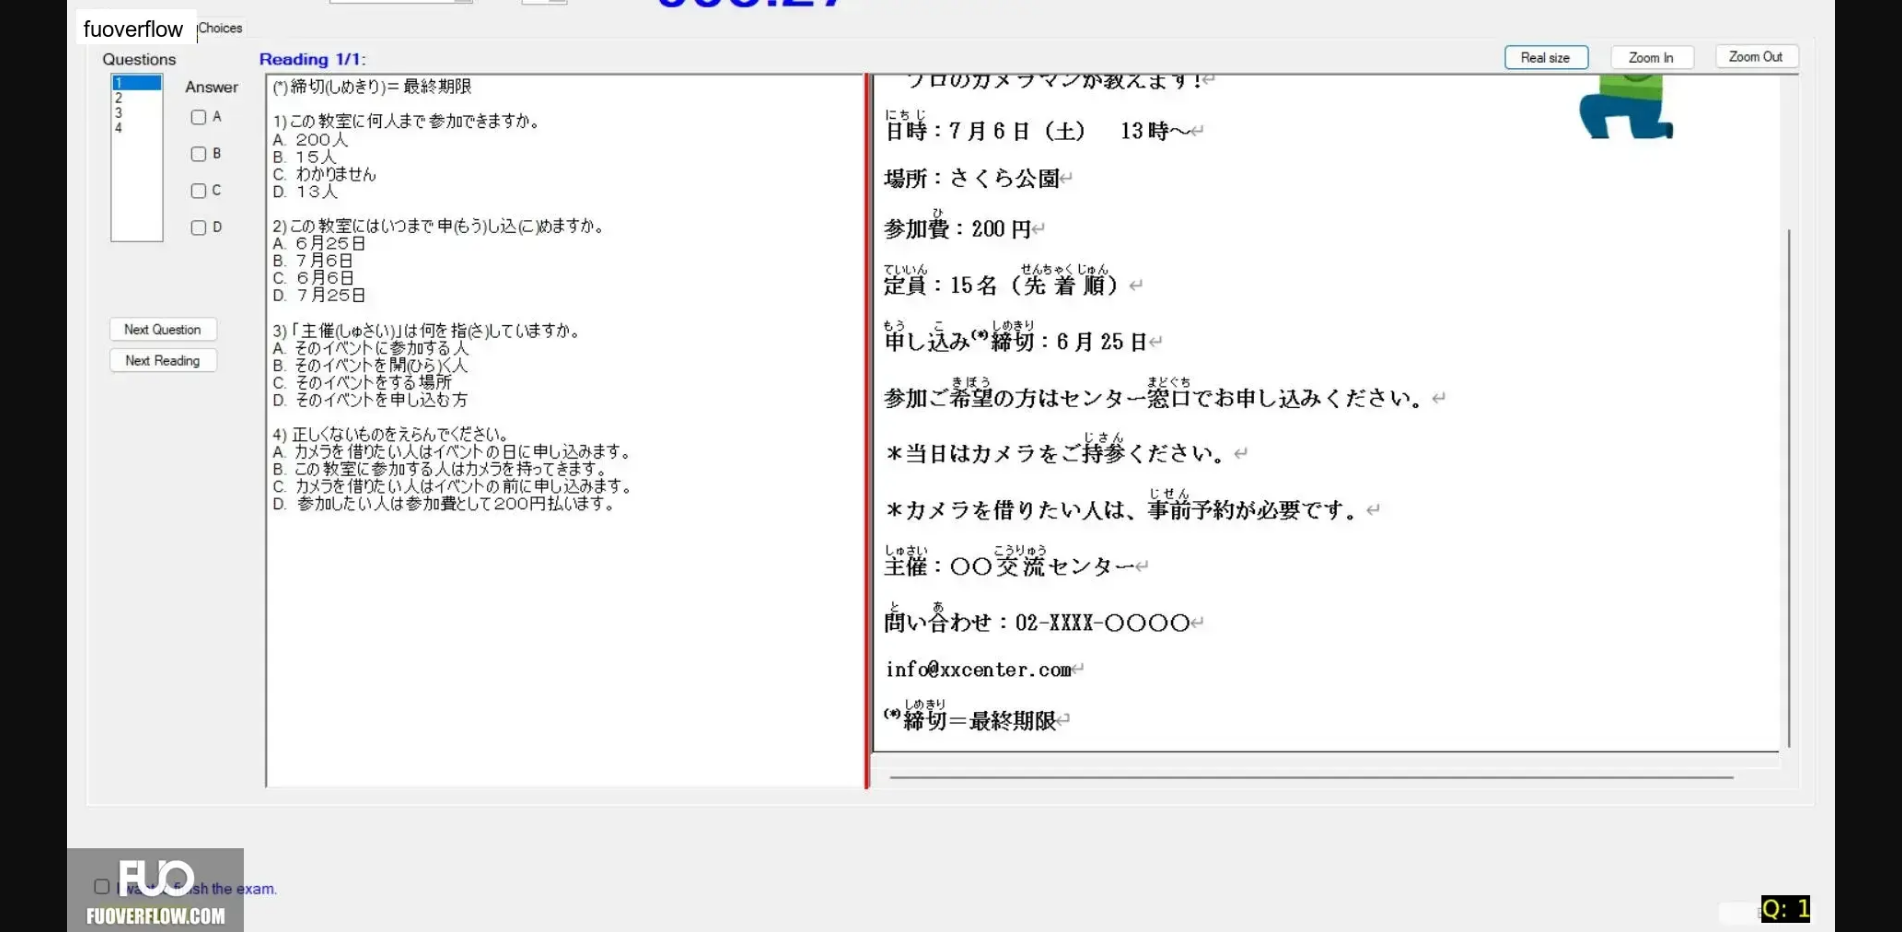 fuoverflow
Choices
Questions
Reading 1/1:
Real size
Zoom In
Zoom Out
1
2
3
4
Answer
A
B
C
D
Next Question
Next Reading
(*)締切(しめきり)= 最終期限
1)この教室に何人まで参加できますか。
A. 200人
B. 15人
C. わかりません
D. 13人
2)この教室にはいつまで申(もう)し込(こ)めますか。
A. 6月25日
B. 7月6日
C. 6月6日
D. 7月25日
3)「主催(しゅさい)」は何を指(さ)していますか。
A. そのイベントに参加する人
B. そのイベントを開(ひら)く人
C. そのイベントをする場所
D. そのイベントを申し込む方
4) 正しくないものをえらんでください。
A. カメラを借りたい人はイベントの日に申し込みます。
B. この教室に参加する人はカメラを持ってきます。
C. カメラを借りたい人はイベントの前に申し込みます。
D. 参加したい人は参加費として200円払います。
プロのカメラマンが教えます!
にちじ
日時:7月6日(土) 13時~
場所:さくら公園
ひ
参加費:200円
ていいん せんちゃくじゅん
定員:15名(先着順)
もう こ しめきり
申し込み(*)締切:6月25日
きぼう まどぐち
参加ご希望の方はセンター窓口でお申し込みください。
じさん
*当日はカメラをご持参ください。
じぜん
*カメラを借りたい人は、事前予約が必要です。
しゅさい こうりゅう
主催:〇〇交流センター
と あ
問い合わせ:02-XXXX-〇〇〇〇
info@xxcenter.com
しめきり
(*)締切=最終期限
FUO
FUOVERFLOW.COM
sh the exam.
Q: 1